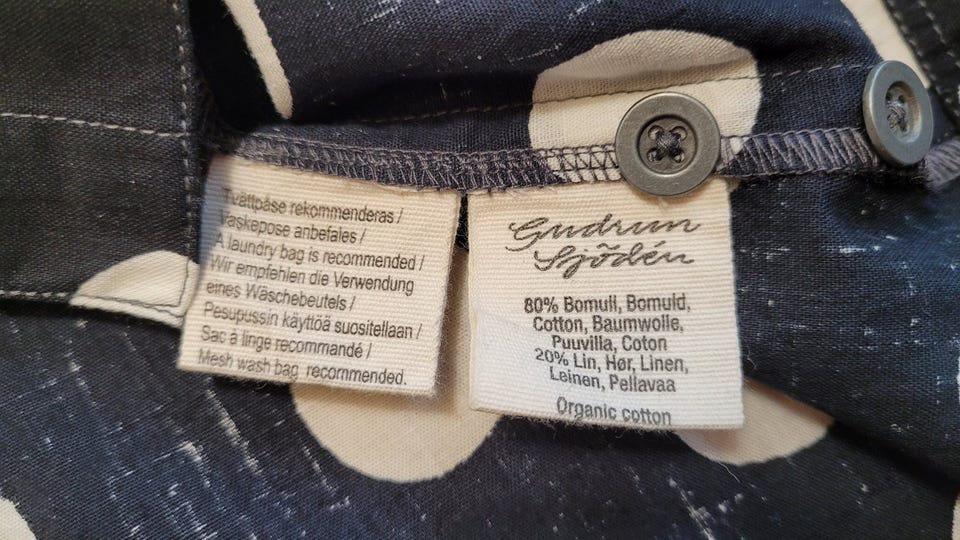 Tvättpåse rekommenderas /
Vaskepose anbefales /
A laundry bag is recommended /
Wir empfehlen die Verwendung
eines Wäschebeutels /
Pesupussin käyttöä suositellaan /
Sac à linge recommandé /
Mesh wash bag recommended.
Gudrun
Sjödén
80% Bomull, Bomuld,
Cotton, Baumwolle,
Puuvilla, Coton
20% Lin, Hør, Linen,
Leinen, Pellavaa
Organic cotton